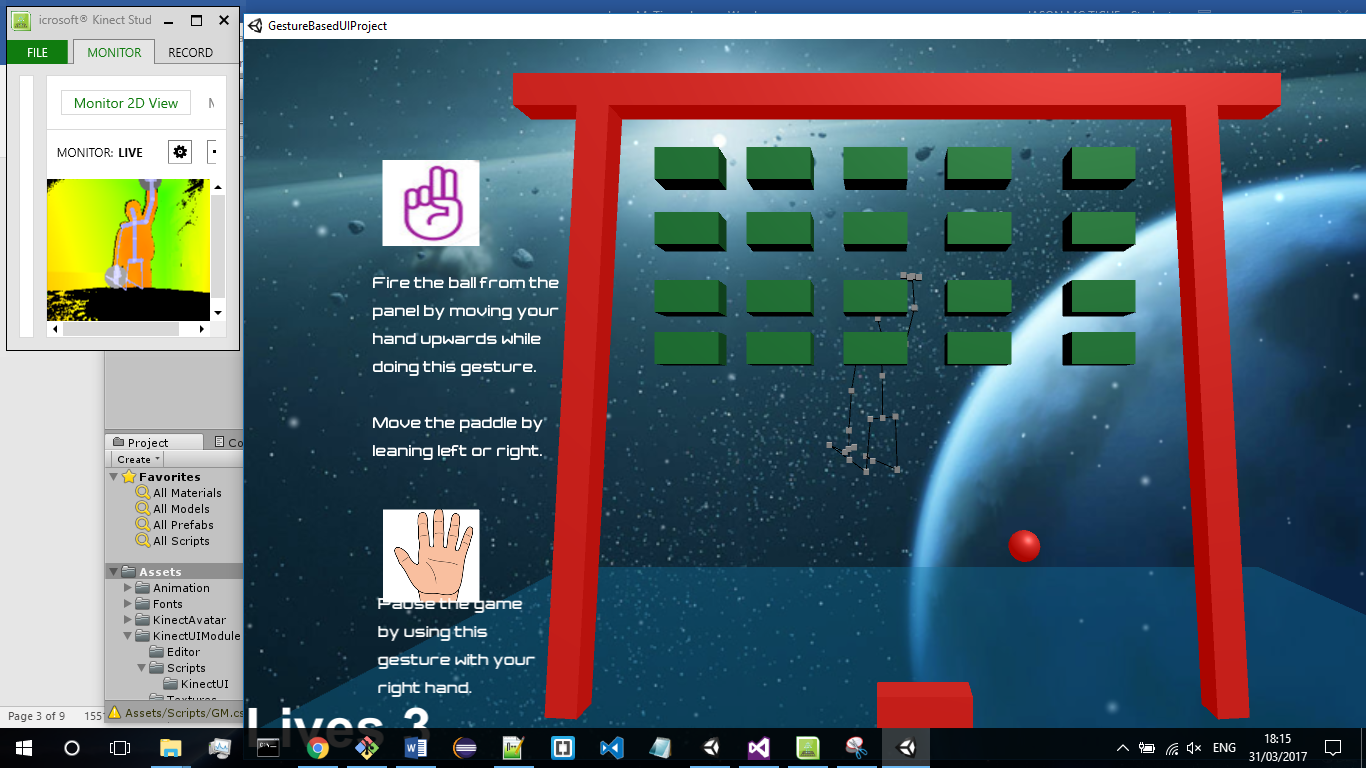 icrosoft® Kinect Stud
FILE
MONITOR
RECORD
Monitor 2D View
MONITOR: LIVE
GestureBasedUIProject
Fire the ball from the
panel by moving your
hand upwards while
doing this gesture.
Move the paddle by
leaning left or right.
Pause the game
by using this
gesture with your
right hand.
Lives 3
Project
Co
Create
Favorites
All Materials
All Models
All Prefabs
All Scripts
Assets
Animation
Fonts
KinectAvatar
KinectUIModule
Editor
Scripts
KinectUI
Textures
Assets/Scripts/GM.cs
Page 3 of 9
155
ENG
18:15
31/03/2017